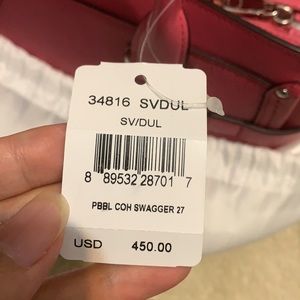 34816 SVDUL
SV/DUL
8 89532 28701 7
PBBL COH SWAGGER 27
USD 450.00